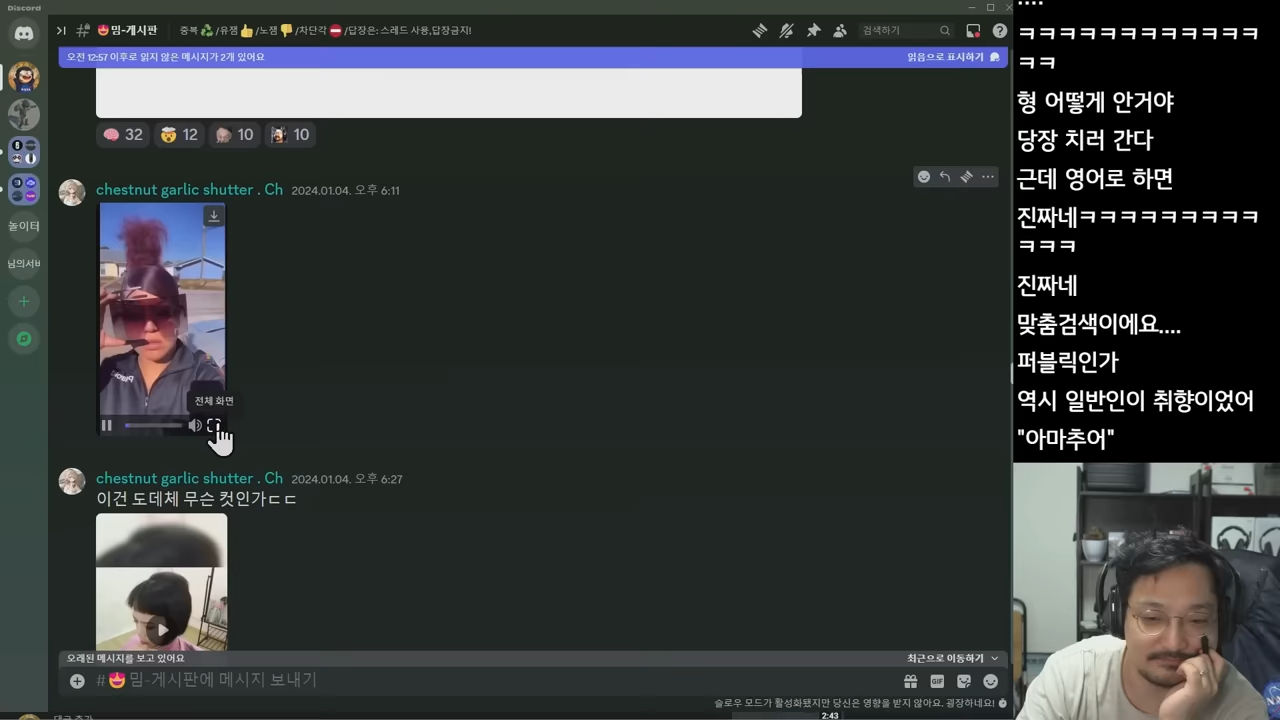 Discord
밈-게시판
중복 /유잼 /노잼 /차단각 /답장은: 스레드 사용,답장금지!
검색하기
오전 12:57 이후로 읽지 않은 메시지가 2개 있어요
읽음으로 표시하기
32
12
10
10
chestnut garlic shutter . Ch 2024.01.04. 오후 6:11
전체 화면
chestnut garlic shutter . Ch 2024.01.04. 오후 6:27
이건 도데체 무슨 컷인가ㄷㄷ
놀이터
님의서버
오래된 메시지를 보고 있어요
최근으로 이동하기
# 밈-게시판에 메시지 보내기
GIF
슬로우 모드가 활성화됐지만 당신은 영향을 받지 않아요. 굉장하네요!
댓글 추가
2:43
....
ㅋㅋㅋㅋㅋㅋㅋㅋㅋㅋㅋㅋ
ㅋㅋ
형 어떻게 안거야
당장 치러 간다
근데 영어로 하면
진짜네ㅋㅋㅋㅋㅋㅋㅋㅋㅋ
ㅋㅋㅋ
진짜네
맞춤검색이에요....
퍼블릭인가
역시 일반인이 취향이었어
"아마추어"